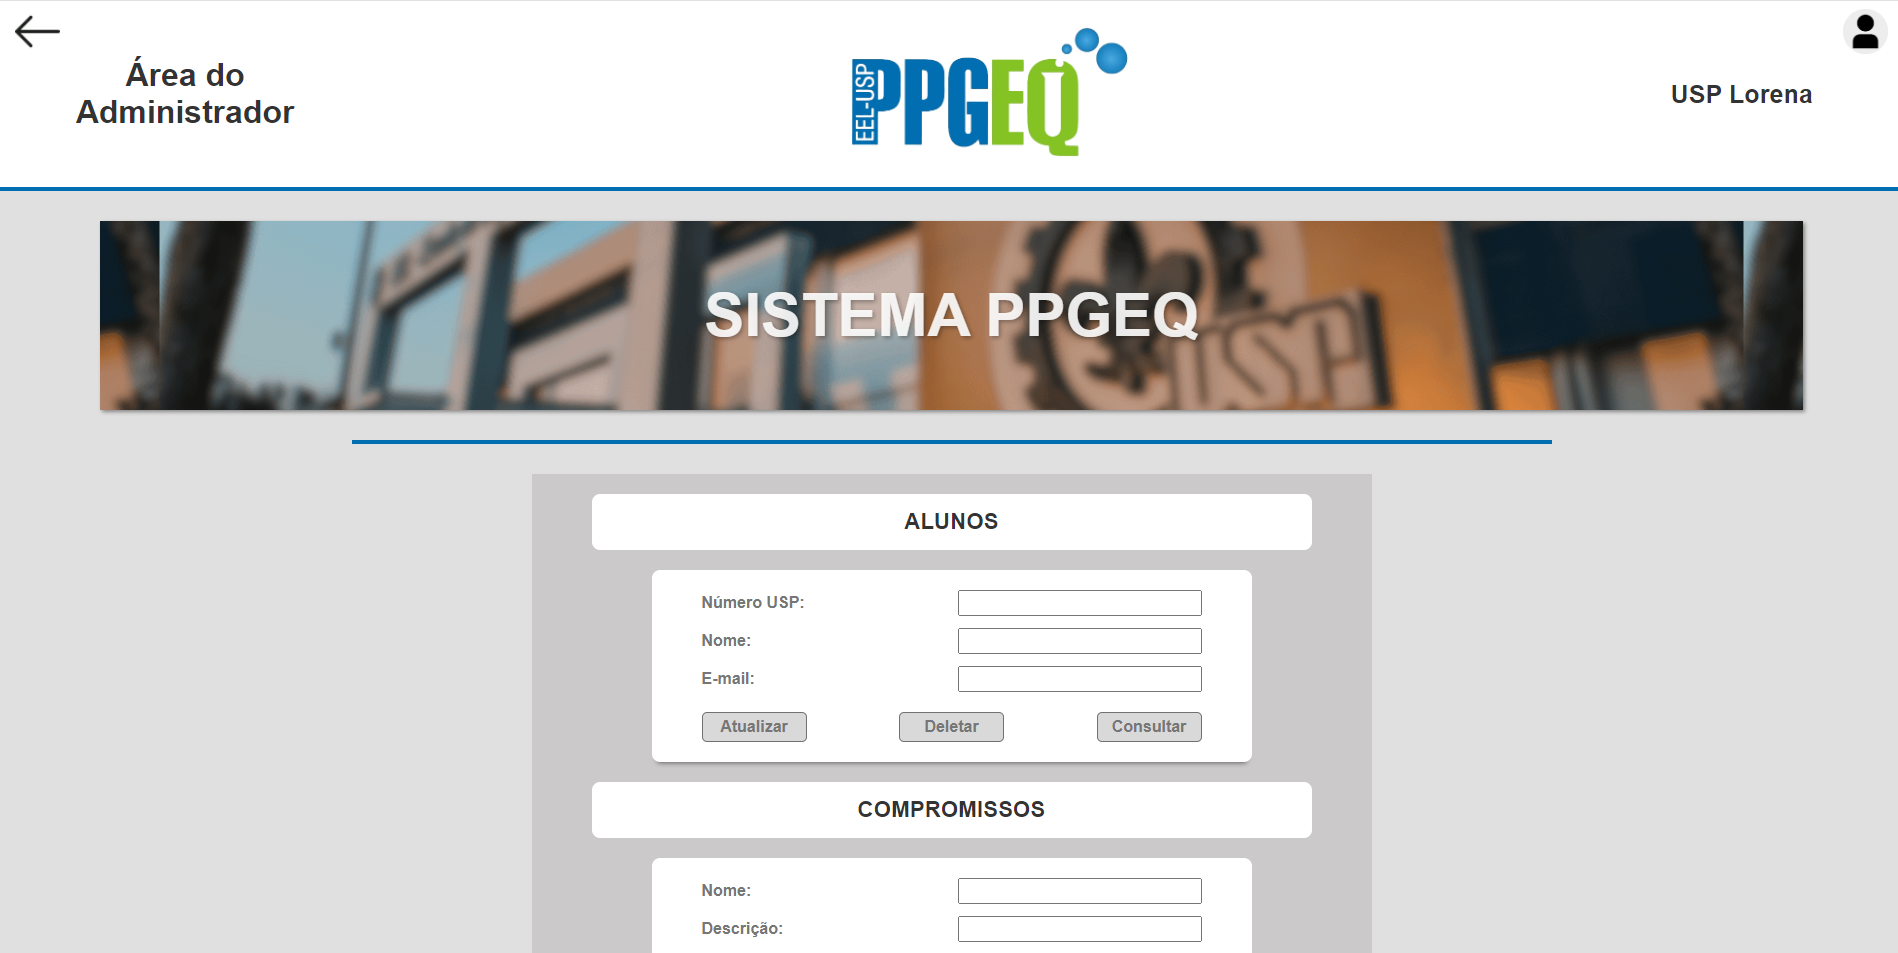 Área do
Administrador
EEL-USP
PPGEQ
USP Lorena
SISTEMA PPGEQ
USP
ALUNOS
Número USP:
Nome:
E-mail:
Atualizar
Deletar
Consultar
COMPROMISSOS
Nome:
Descrição: